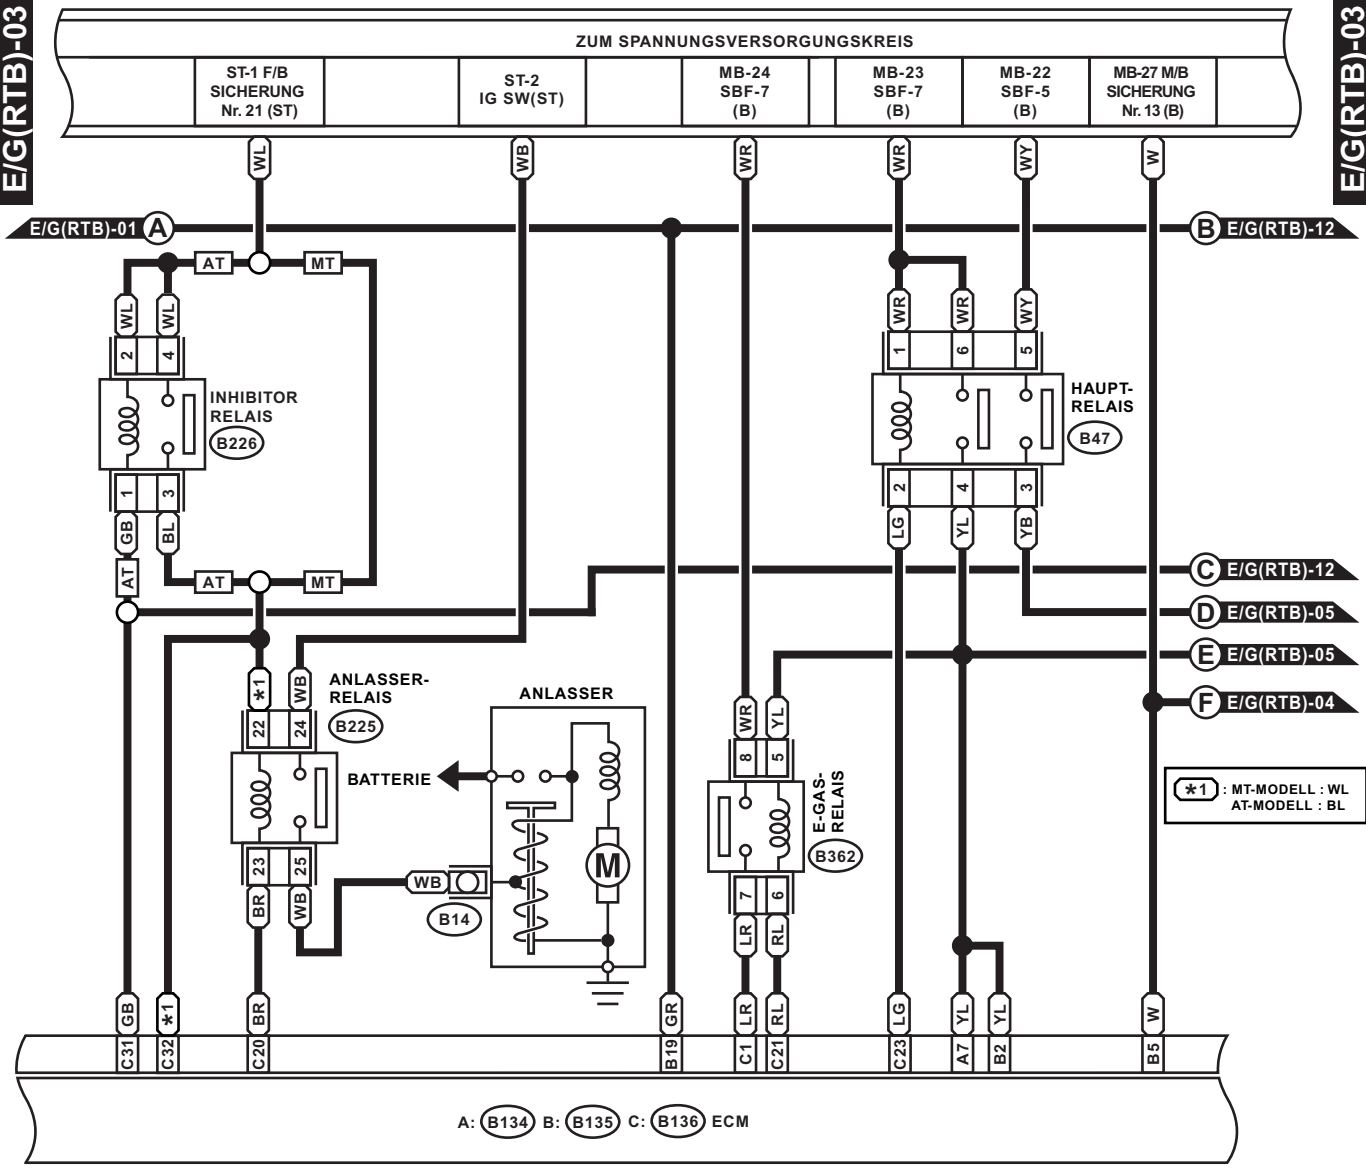 E/G(RTB)-03
E/G(RTB)-03
ZUM SPANNUNGSVERSORGUNGSKREIS
ST-1 F/B
SICHERUNG
Nr. 21 (ST)
ST-2
IG SW(ST)
MB-24
SBF-7
(B)
MB-23
SBF-7
(B)
MB-22
SBF-5
(B)
MB-27 M/B
SICHERUNG
Nr. 13 (B)
WL
WB
WR
WR
WY
W
E/G(RTB)-01 A
B E/G(RTB)-12
AT
MT
WL
WL
WR
WR
WY
2
4
1
6
5
INHIBITOR
RELAIS
B226
HAUPT-
RELAIS
B47
1
3
2
4
3
GB
BL
LG
YL
YB
AT
AT
MT
C E/G(RTB)-12
D E/G(RTB)-05
E E/G(RTB)-05
F E/G(RTB)-04
*1
WB
22
24
ANLASSER-
RELAIS
B225
ANLASSER
BATTERIE
M
WR
YL
8
5
E-GAS-
RELAIS
B362
*1 : MT-MODELL : WL
AT-MODELL : BL
23
25
BR
WB
WB
B14
7
6
LR
RL
GB
*1
BR
GR
LR
RL
LG
YL
YL
W
C31
C32
C20
B19
C1
C21
C23
A7
B2
B5
A: B134 B: B135 C: B136 ECM